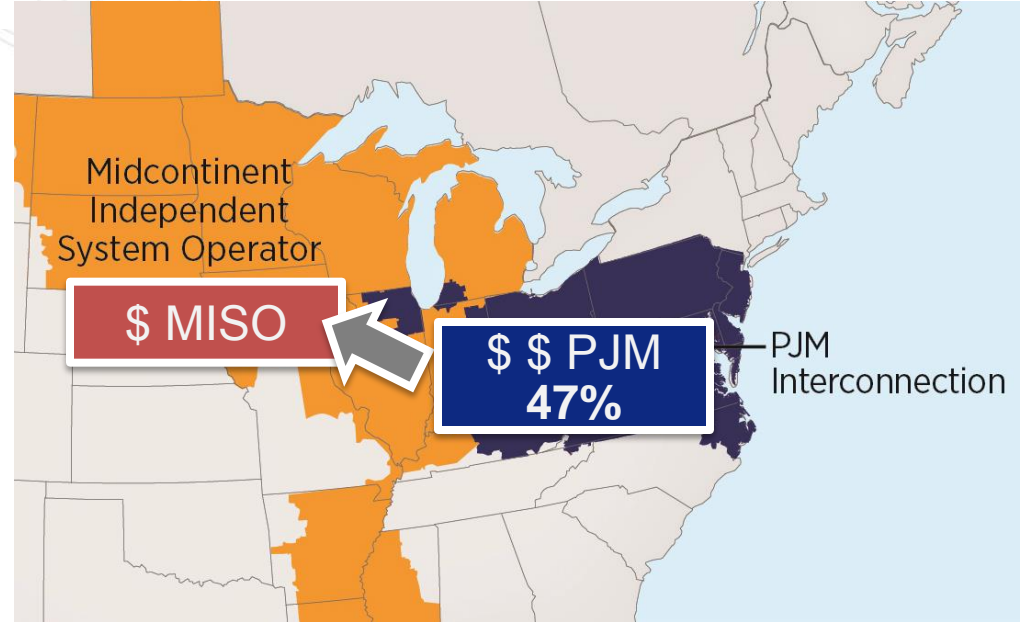 Midcontinent
Independent
System Operator
$ MISO
$ $ PJM
47%
PJM
Interconnection